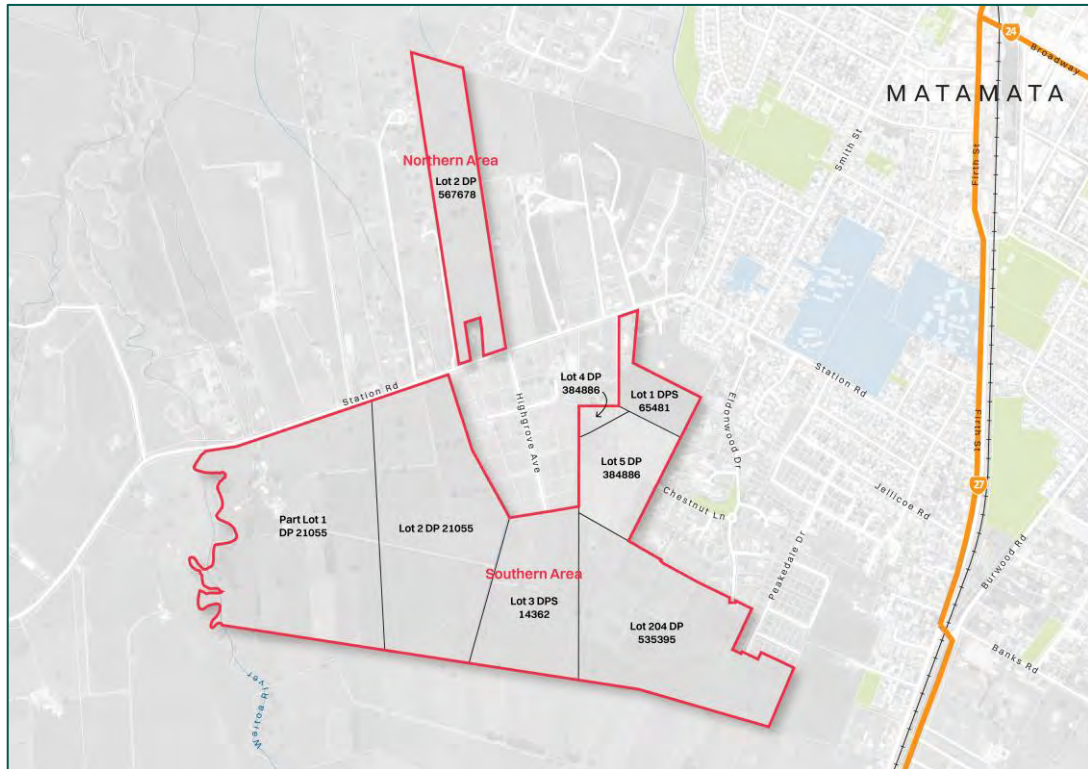 24
Broadway
MATAMATA
Smith St
Firth St
Northern Area
Lot 2 DP
567678
Station Rd
Lot 4 DP
384886
Lot 1 DPS
65481
Station Rd
Highgrove Ave
Eldonwood Dr
Firth St
Lot 5 DP
384886
27
Chestnut Ln
Jellicoe Rd
Part Lot 1
DP 21055
Lot 2 DP 21055
Burwood Rd
Peakedale Dr
Southern Area
Lot 3 DPS
14362
Lot 204 DP
535395
Banks Rd
Waitoa River